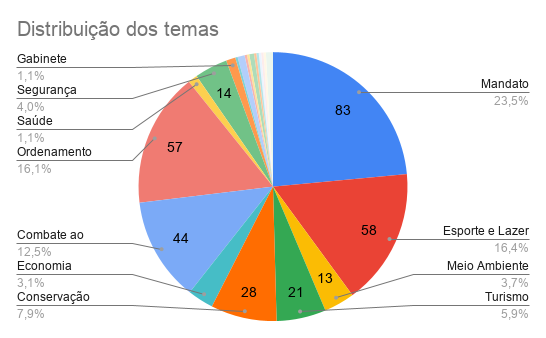 Distribuição dos temas
Gabinete
1,1%
Segurança
4,0%
Saúde
1,1%
Ordenamento
16,1%
Combate ao
12,5%
Economia
3,1%
Conservação
7,9%
Mandato
23,5%
Esporte e Lazer
16,4%
Meio Ambiente
3,7%
Turismo
5,9%
83
58
13
21
28
44
57
14